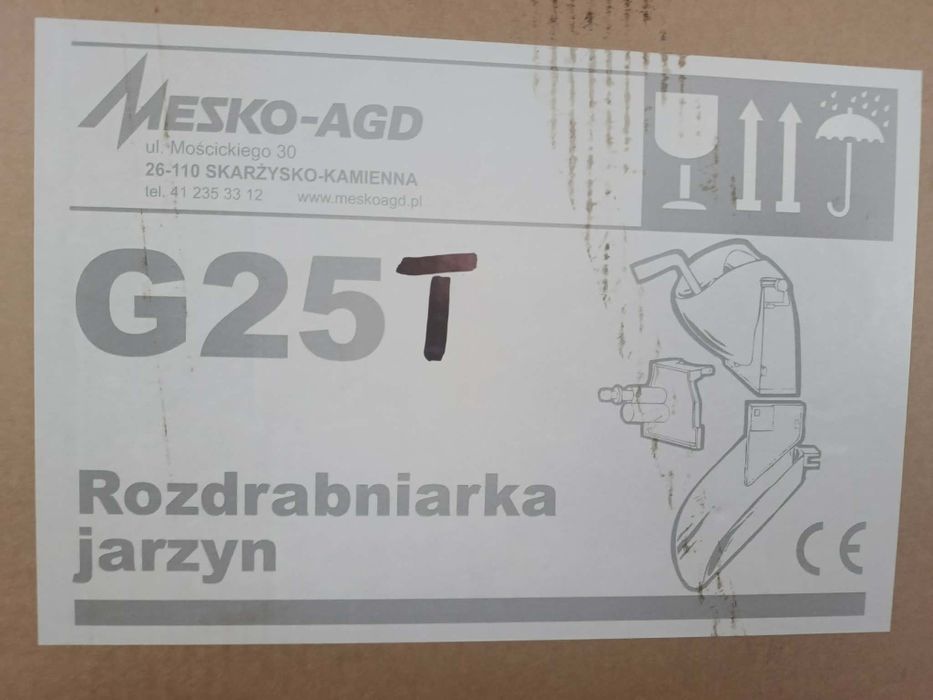 MESKO-AGD
ul. Mościckiego 30
26-110 SKARŻYSKO-KAMIENNA
tel. 41 235 33 12 www.meskoagd.pl
G25T
Rozdrabniarka
jarzyn
CE